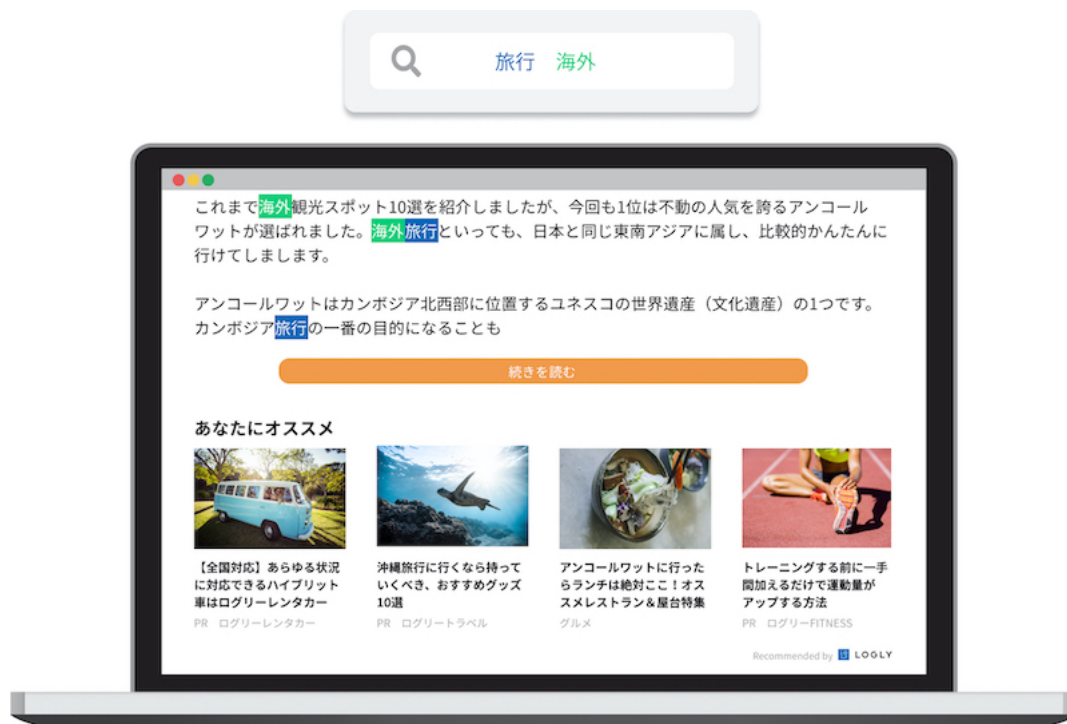 旅行 海外
これまで海外観光スポット10選を紹介しましたが、今回も1位は不動の人気を誇るアンコール
ワットが選ばれました。海外旅行といっても、日本と同じ東南アジアに属し、比較的かんたんに
行けてしまします。
アンコールワットはカンボジア北西部に位置するユネスコの世界遺産（文化遺産）の1つです。
カンボジア旅行の一番の目的になることも
続きを読む
あなたにオススメ
【全国対応】あらゆる状況
に対応できるハイブリット
車はログリーレンタカー
PR ログリーレンタカー
沖縄旅行に行くなら持って
いくべき、おすすめグッズ
10選
PR ログリートラベル
アンコールワットに行った
らランチは絶対ここ！オス
スメレストラン＆屋台特集
グルメ
トレーニングする前に一手
間加えるだけで運動量が
アップする方法
PR ログリーFITNESS
Recommended by LOGLY